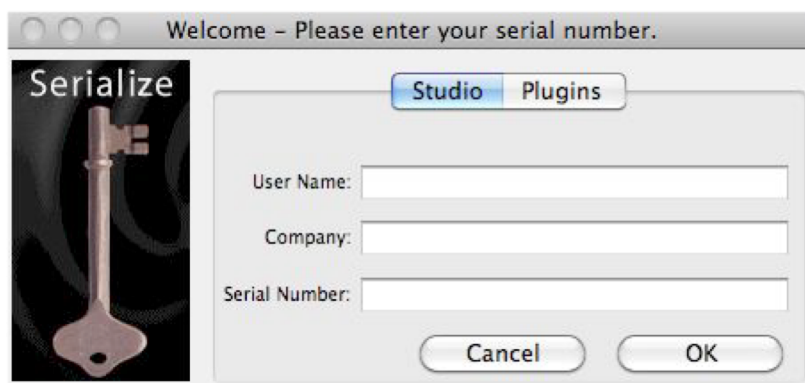 Welcome – Please enter your serial number.
Serialize
Studio Plugins
User Name:
Company:
Serial Number:
Cancel OK